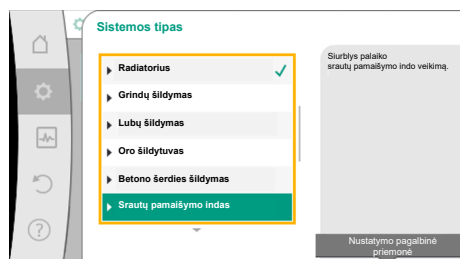 Sistemos tipas
Radiatorius
Grindų šildymas
Lubų šildymas
Oro šildytuvas
Betono šerdies šildymas
Srautų pamaišymo indas
Siurblys palaiko
srautų pamaišymo indo veikimą.
Nustatymo pagalbinė
priemonė
?